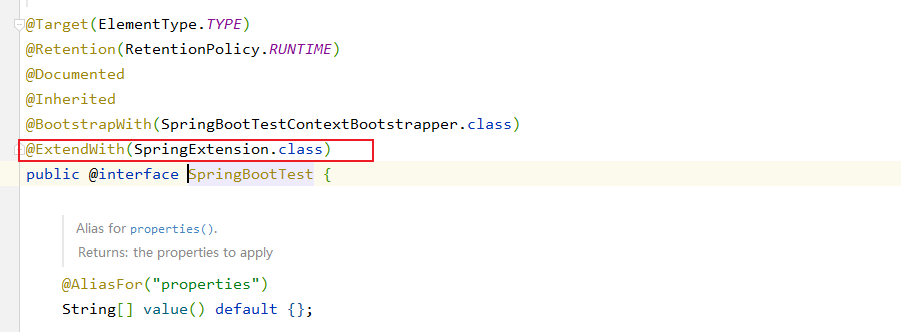 @Target(ElementType.TYPE)
@Retention(RetentionPolicy.RUNTIME)
@Documented
@Inherited
@BootstrapWith(SpringBootTestContextBootstrapper.class)
@ExtendWith(SpringExtension.class)
public @interface SpringBootTest {
Alias for properties().
Returns: the properties to apply
@AliasFor("properties")
String[] value() default {};